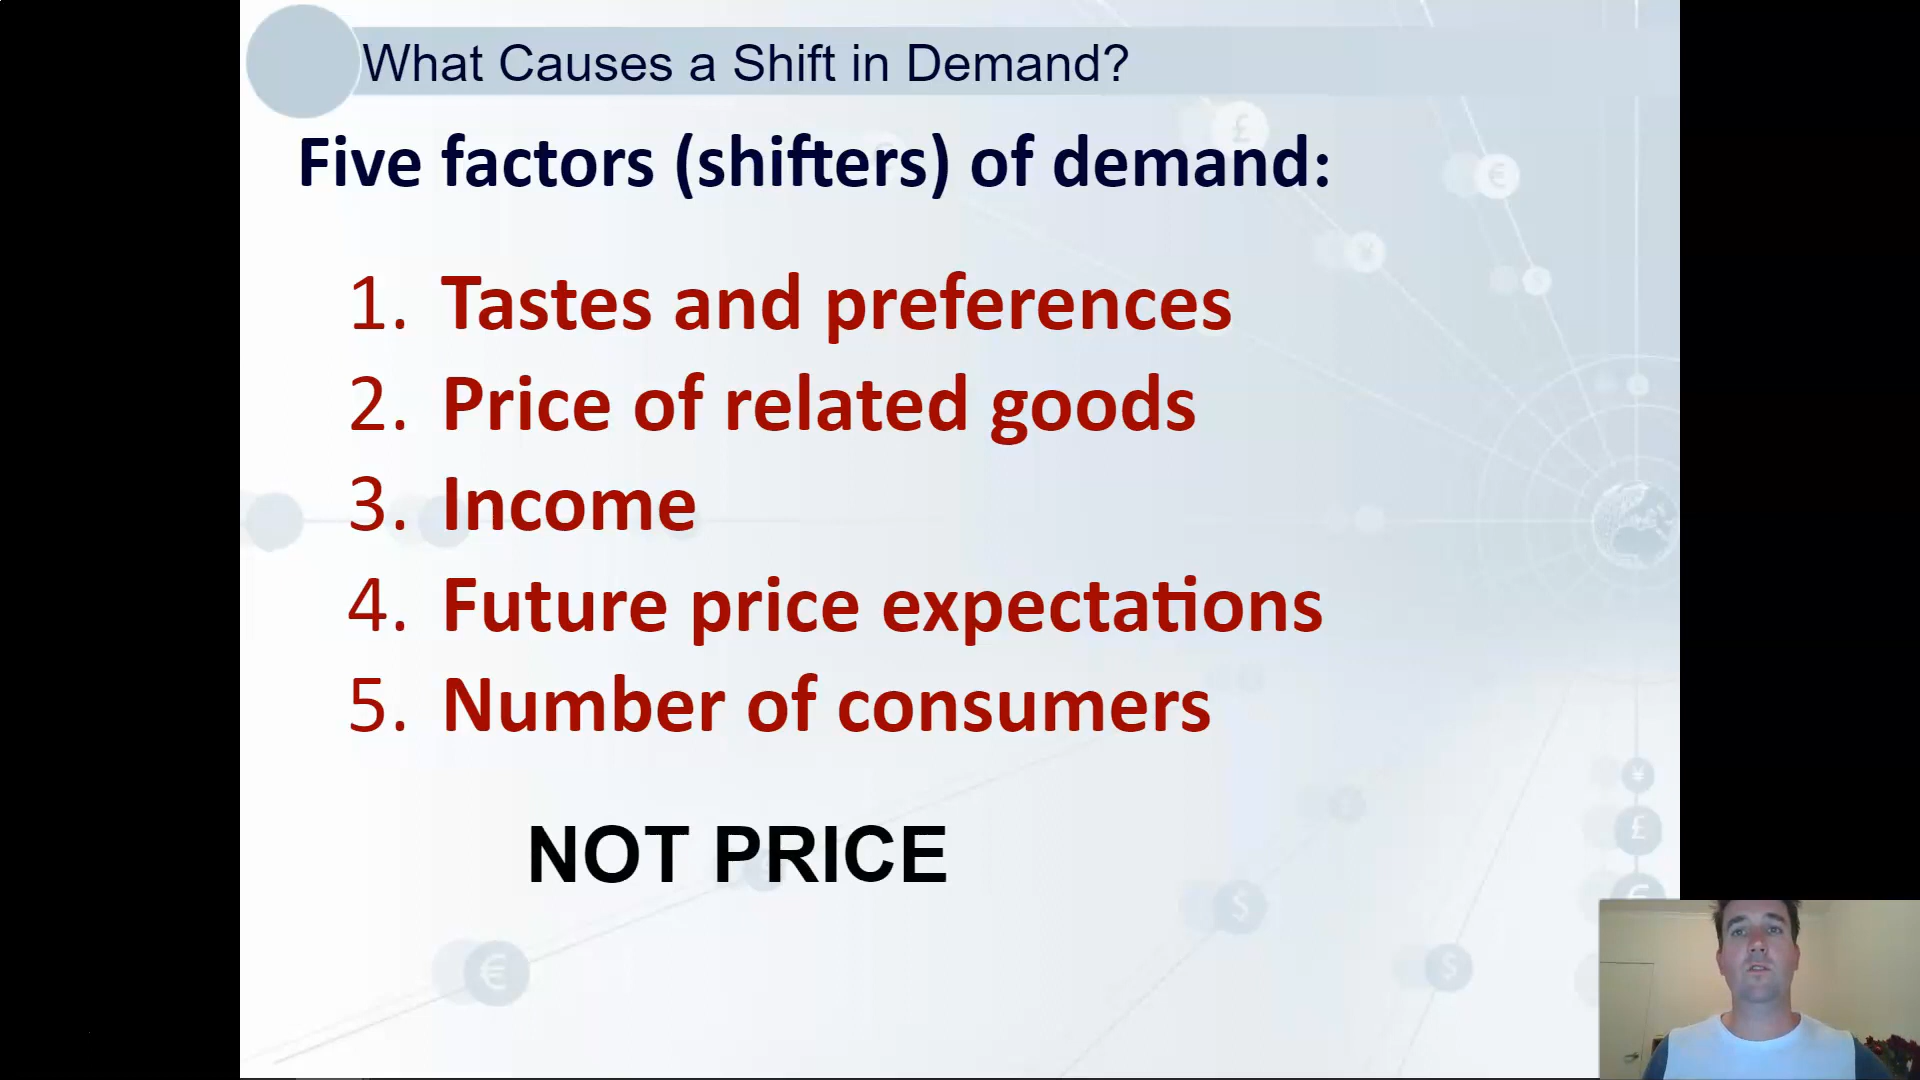 What Causes a Shift in Demand?
Five factors (shifters) of demand:
1. Tastes and preferences
2. Price of related goods
3. Income
4. Future price expectations
5. Number of consumers
NOT PRICE